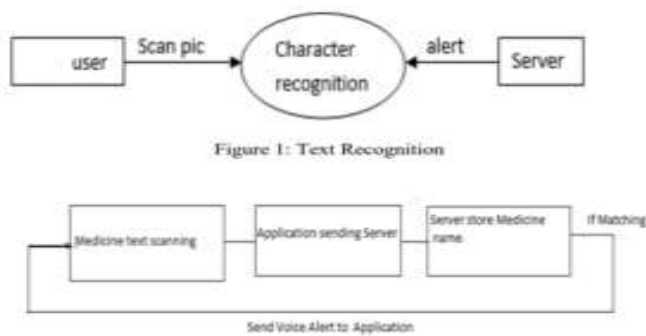 user
Scan pic
Character
recognition
alert
Server
Figure 1: Text Recognition
Medicine text scanning
Application sending Server
Server store Medicine
name.
If Matching
Send Voice Alert to Application